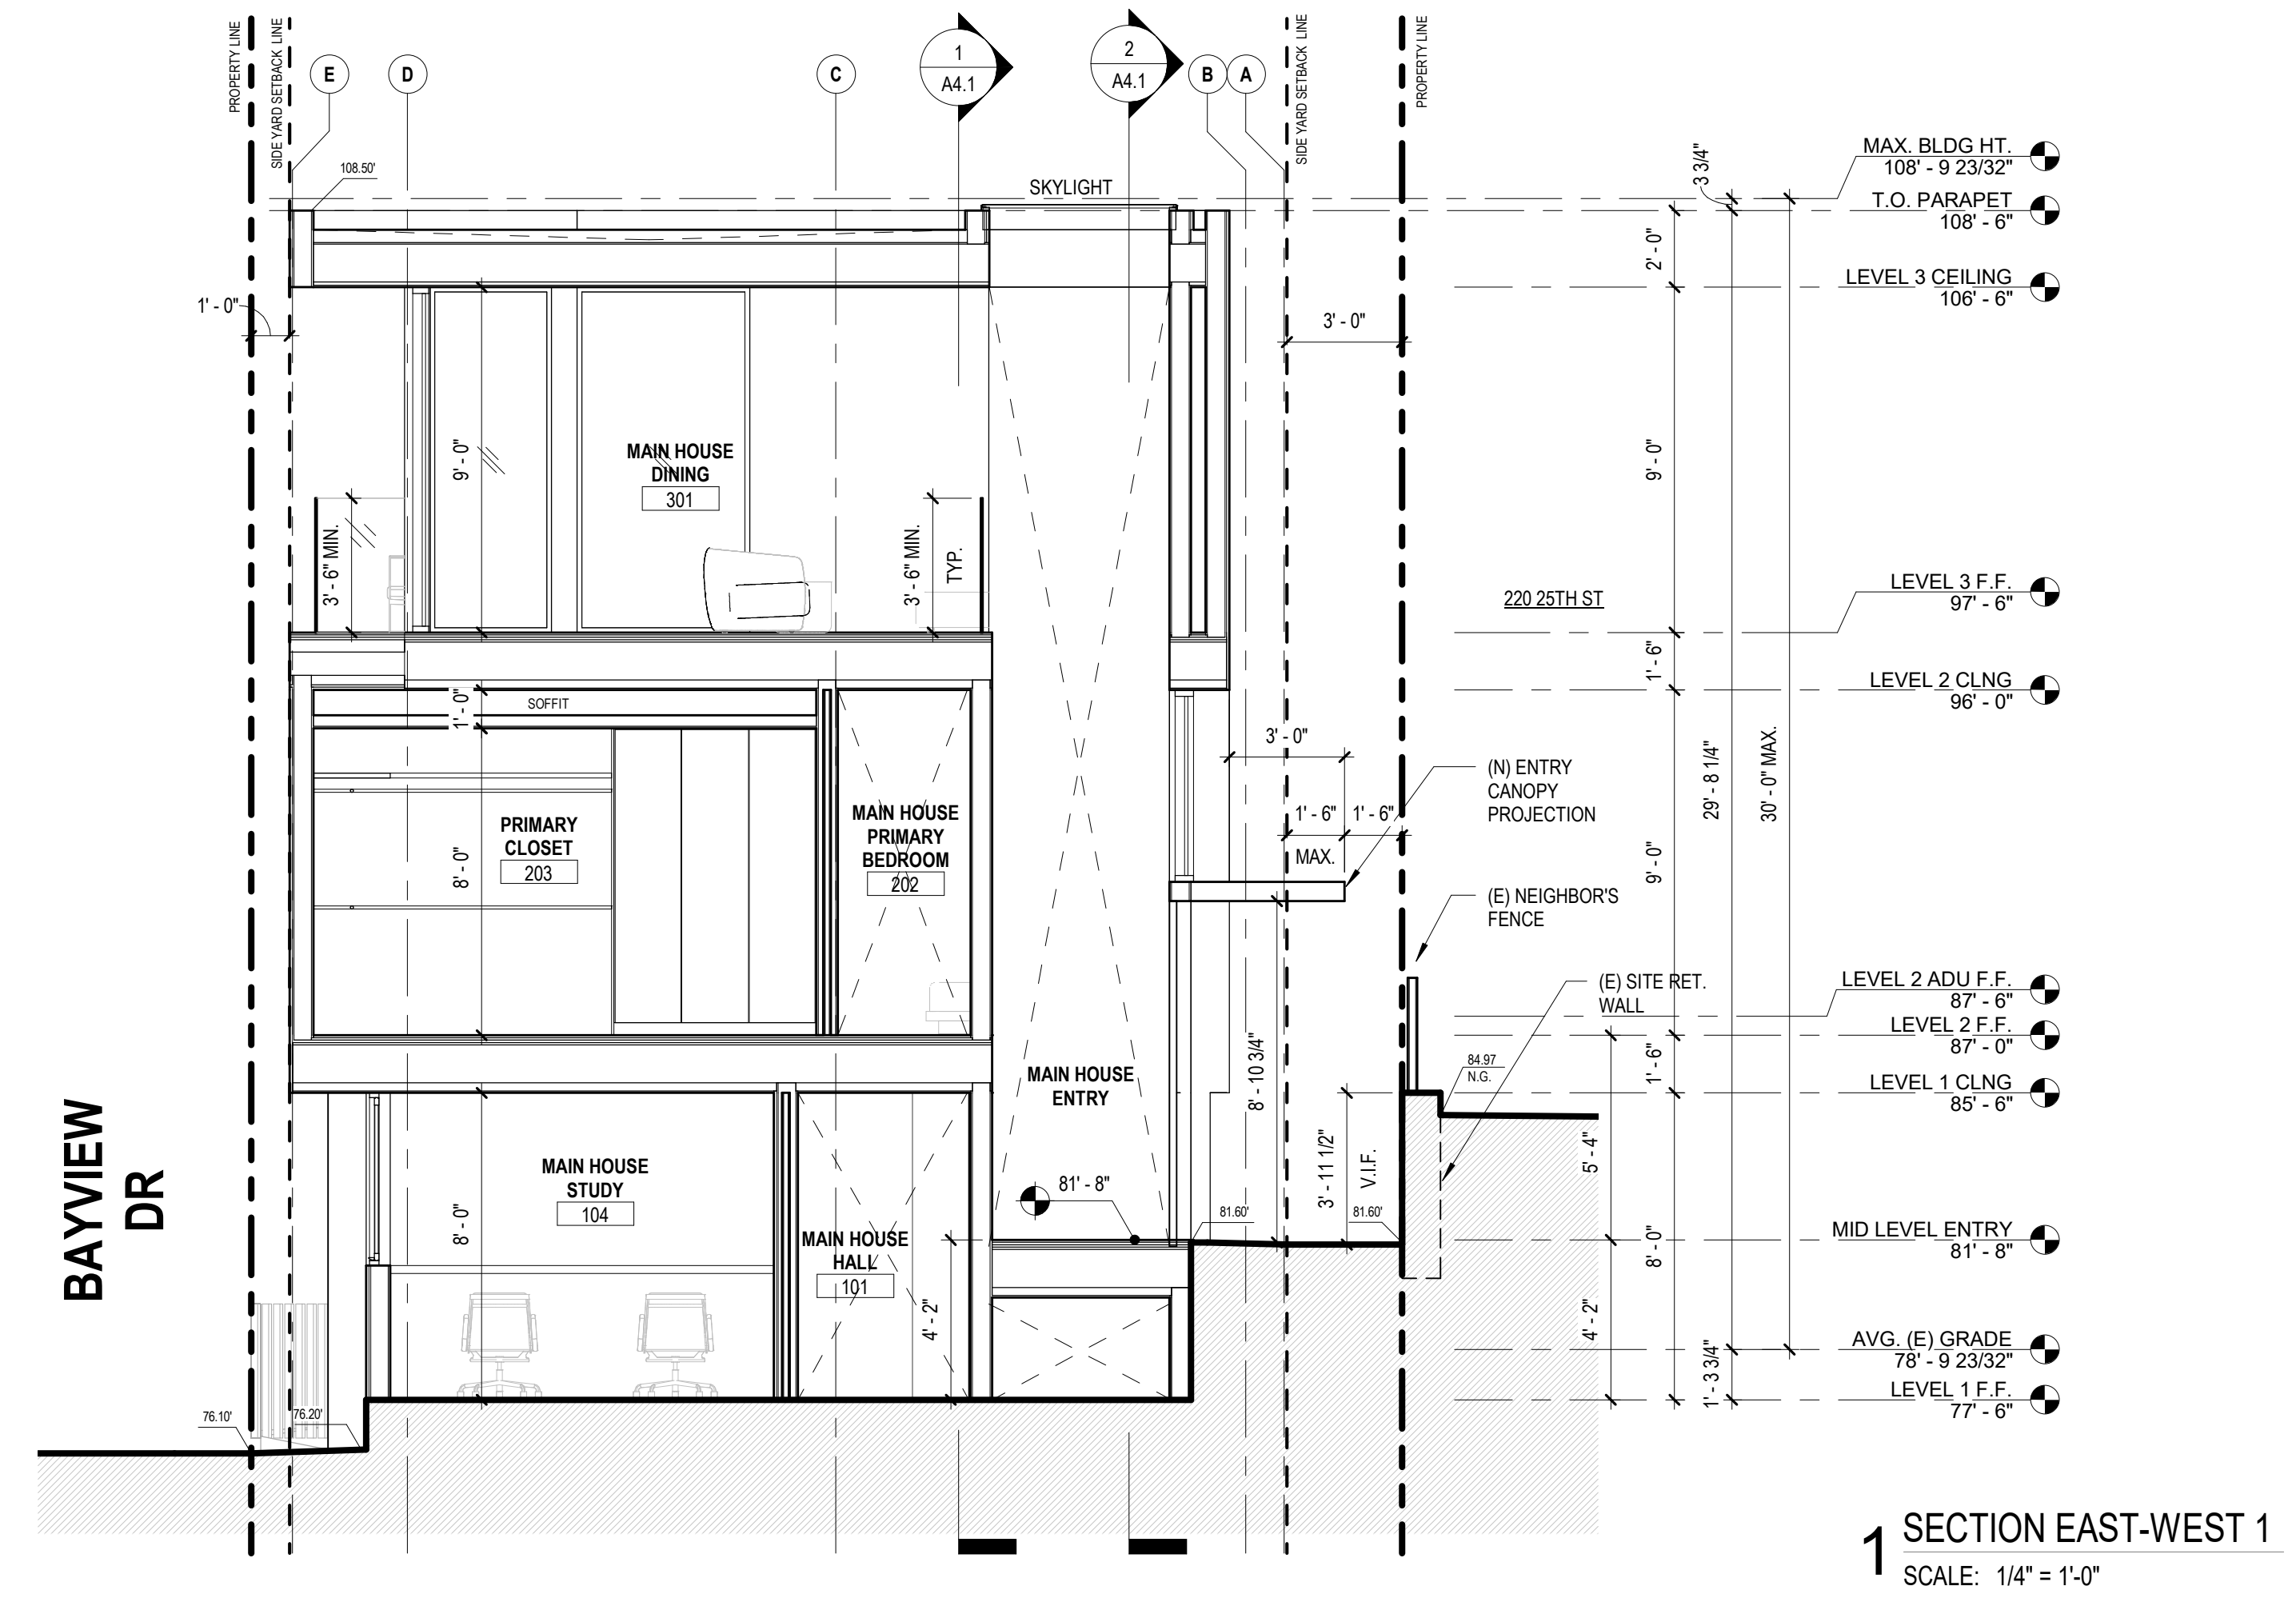 PROPERTY LINE
SIDE YARD SETBACK LINE
E
D
C
1
A4.1
2
A4.1
B
A
SIDE YARD SETBACK LINE
PROPERTY LINE
108.50'
SKYLIGHT
3 3/4"
MAX. BLDG HT.
108' - 9 23/32"
T.O. PARAPET
108' - 6"
2' - 0"
LEVEL 3 CEILING
106' - 6"
1' - 0"
3' - 0"
9' - 0"
MAIN HOUSE
DINING
301
9' - 0"
3' - 6" MIN.
3' - 6" MIN.
TYP.
220 25TH ST
LEVEL 3 F.F.
97' - 6"
1' - 6"
LEVEL 2 CLNG
96' - 0"
1' - 0"
SOFFIT
3' - 0"
(N) ENTRY
CANOPY
PROJECTION
29' - 8 1/4"
30' - 0" MAX.
1' - 6"
1' - 6"
MAX.
PRIMARY
CLOSET
203
MAIN HOUSE
PRIMARY
BEDROOM
202
8' - 0"
9' - 0"
(E) NEIGHBOR'S
FENCE
(E) SITE RET.
WALL
LEVEL 2 ADU F.F.
87' - 6"
LEVEL 2 F.F.
87' - 0"
8' - 10 3/4"
1' - 6"
84.97
N.G.
MAIN HOUSE
ENTRY
LEVEL 1 CLNG
85' - 6"
BAYVIEW
DR
MAIN HOUSE
STUDY
104
8' - 0"
81' - 8"
3' - 11 1/2"
V.I.F.
5' - 4"
81.60'
81.60'
MAIN HOUSE
HALL
101
8' - 0"
MID LEVEL ENTRY
81' - 8"
4' - 2"
4' - 2"
1' - 3 3/4"
AVG. (E) GRADE
78' - 9 23/32"
LEVEL 1 F.F.
77' - 6"
76.10'
76.20'
1
SECTION EAST-WEST 1
SCALE: 1/4" = 1'-0"